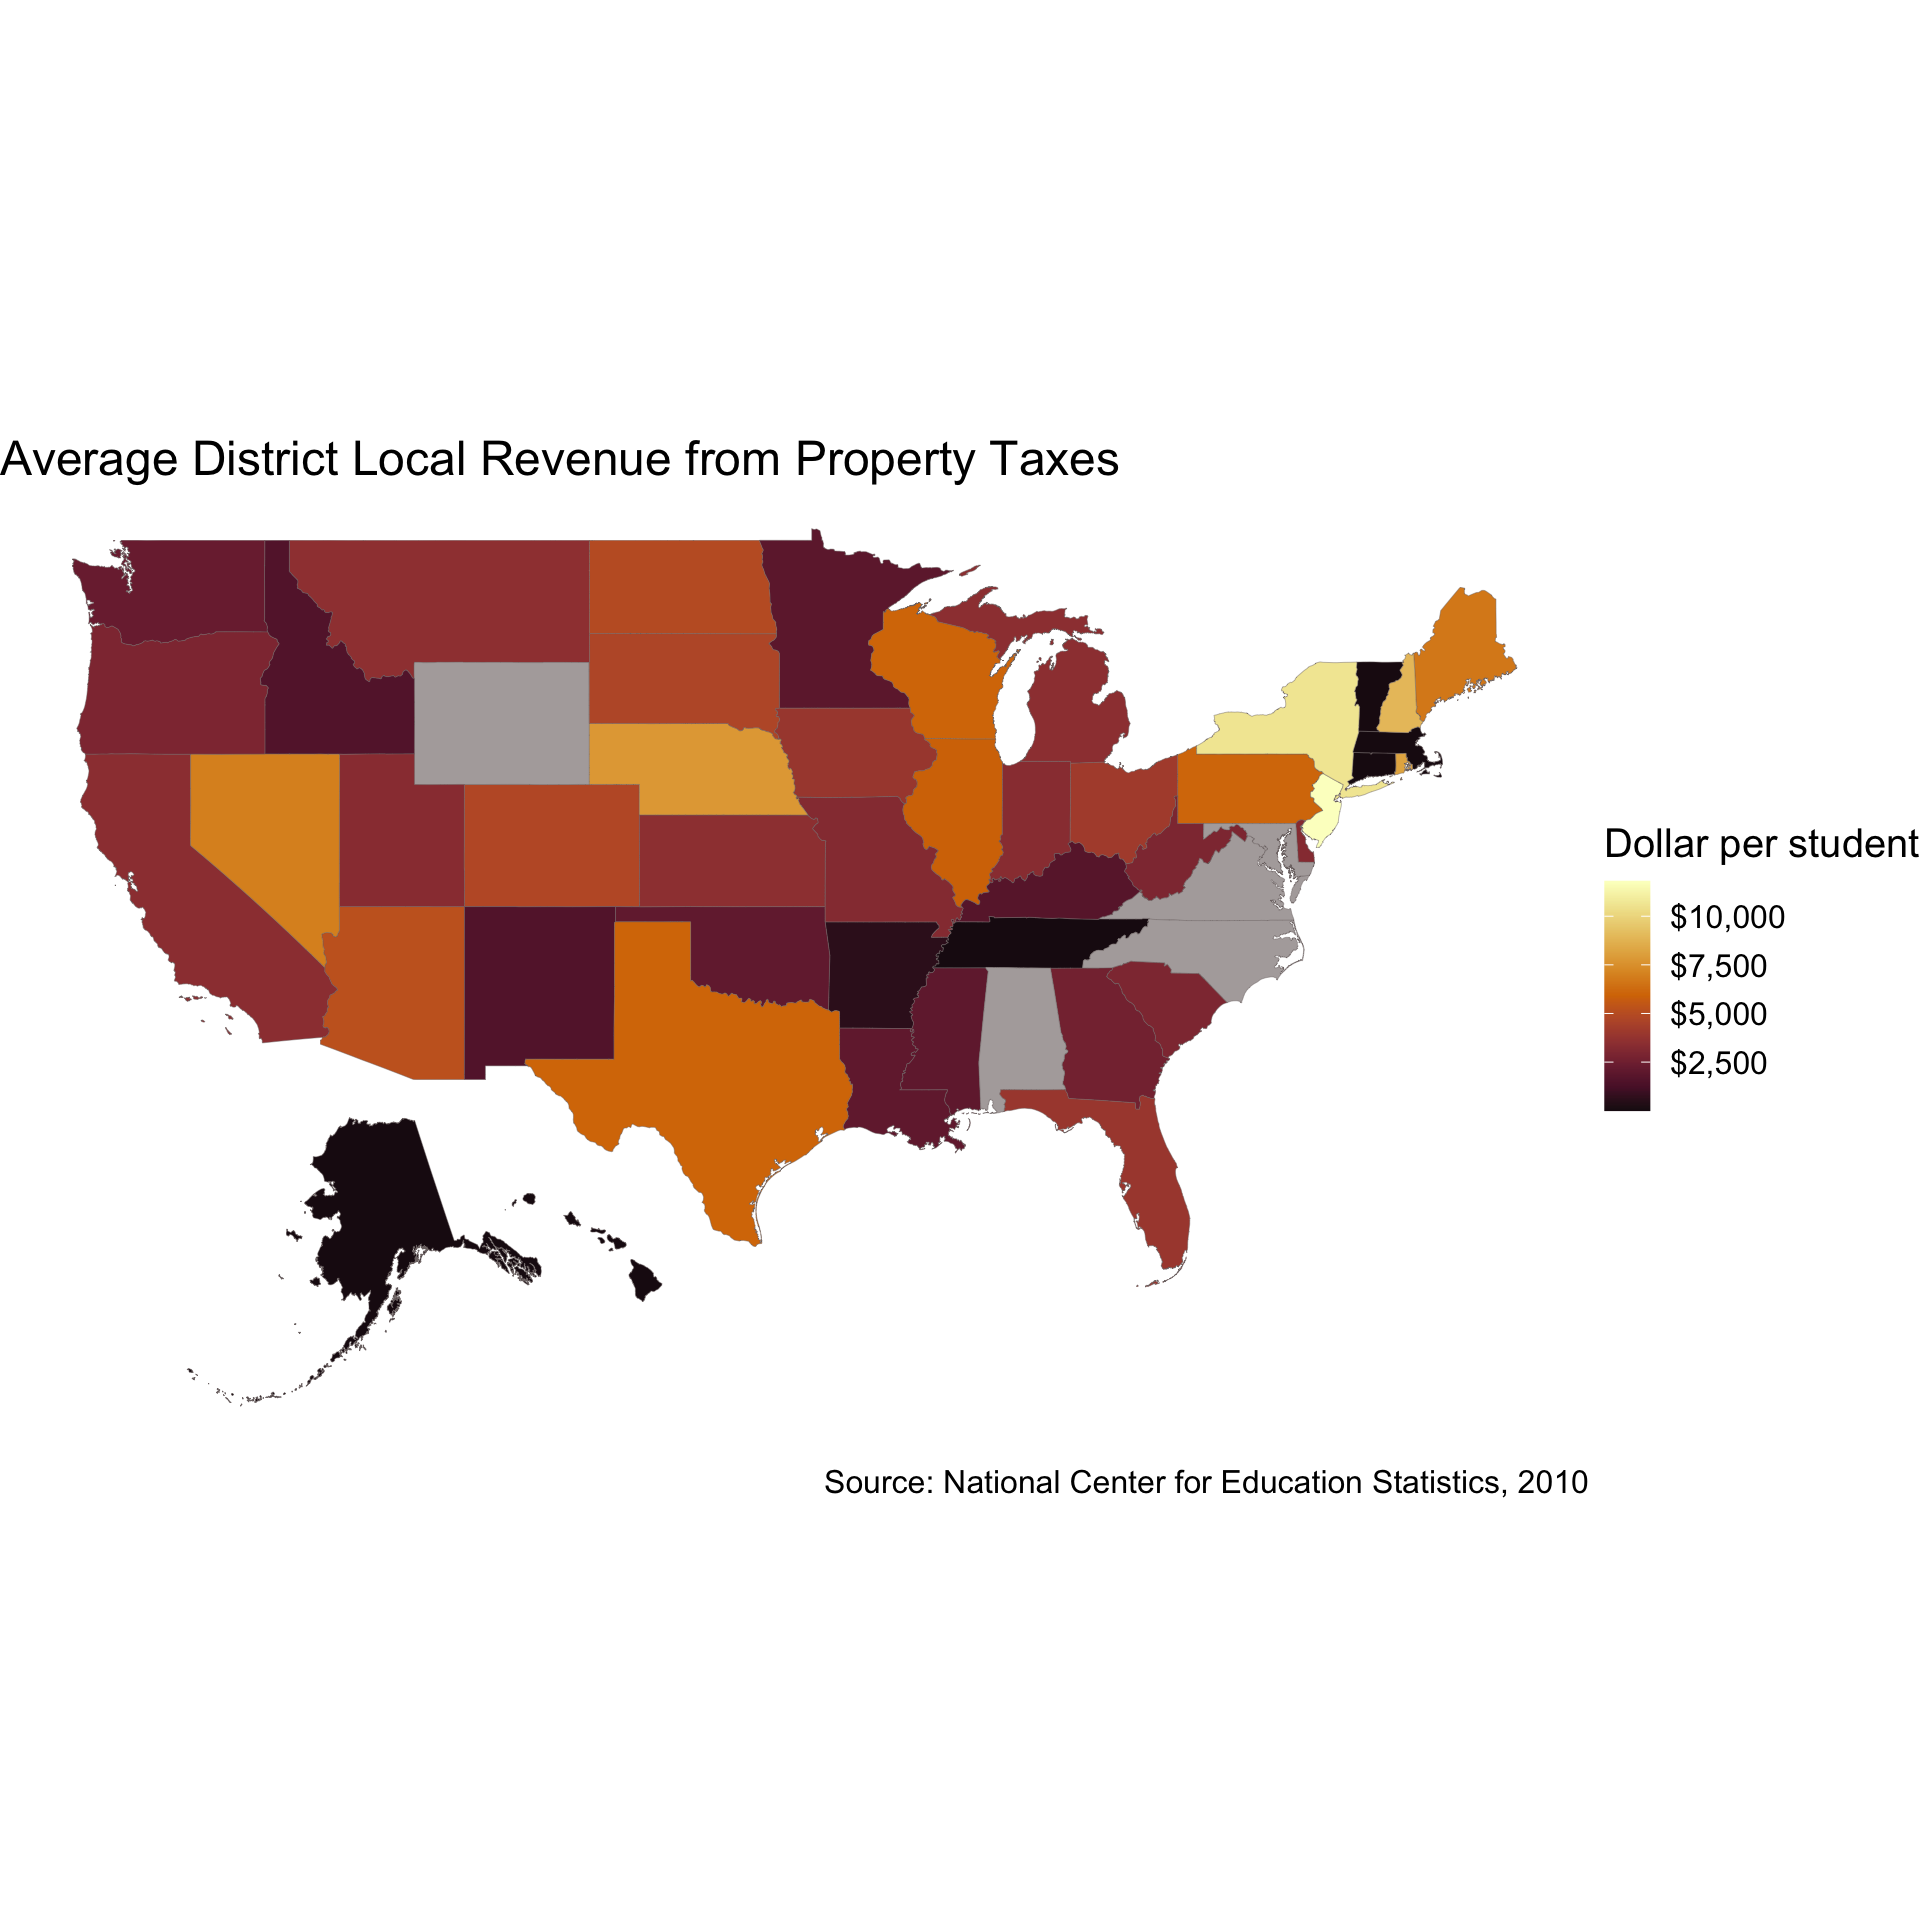 Average District Local Revenue from Property Taxes
Dollar per student
$10,000
$7,500
$5,000
$2,500
Source: National Center for Education Statistics, 2010